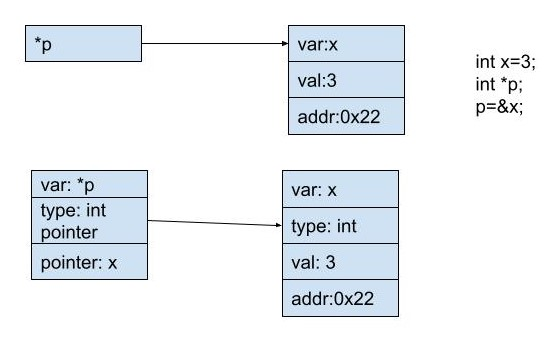 *p
var:x
val:3
addr:0x22
int x=3;
int *p;
p=&x;
var: *p
type: int
pointer
pointer: x
var: x
type: int
val: 3
addr:0x22